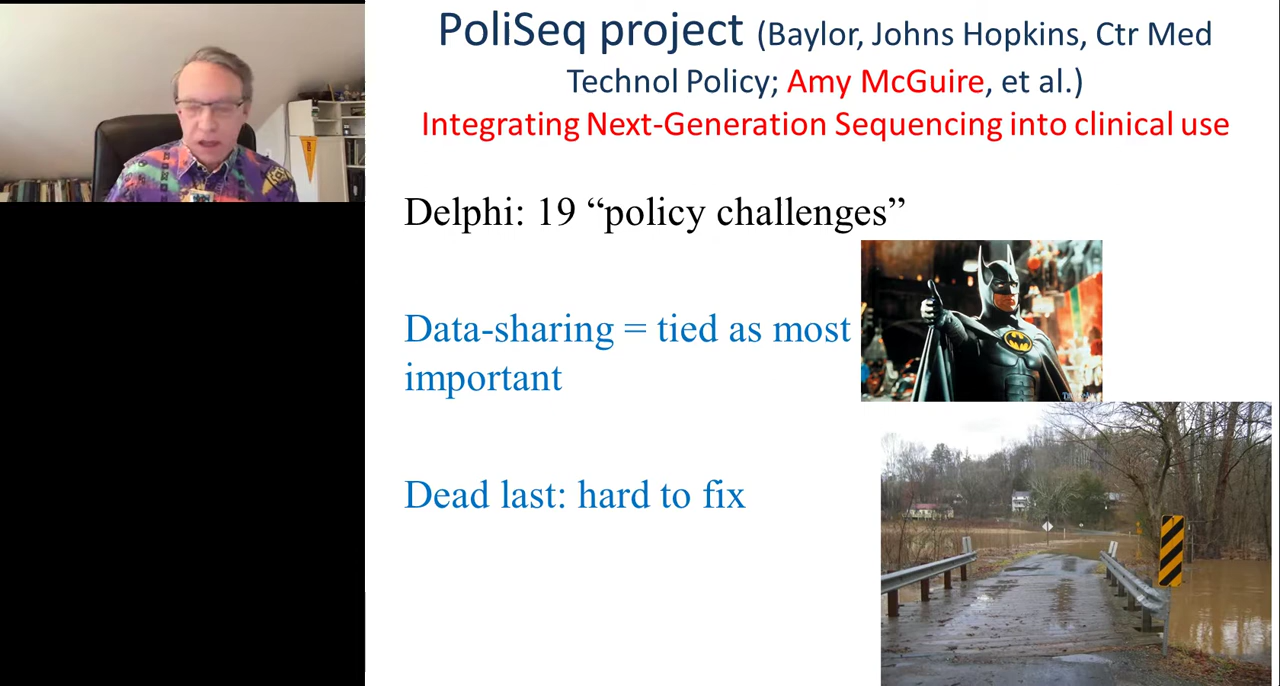 PoliSeq project (Baylor, Johns Hopkins, Ctr Med
Technol Policy; Amy McGuire, et al.)
Integrating Next-Generation Sequencing into clinical use
Delphi: 19 “policy challenges”
Data-sharing = tied as most
important
Dead last: hard to fix